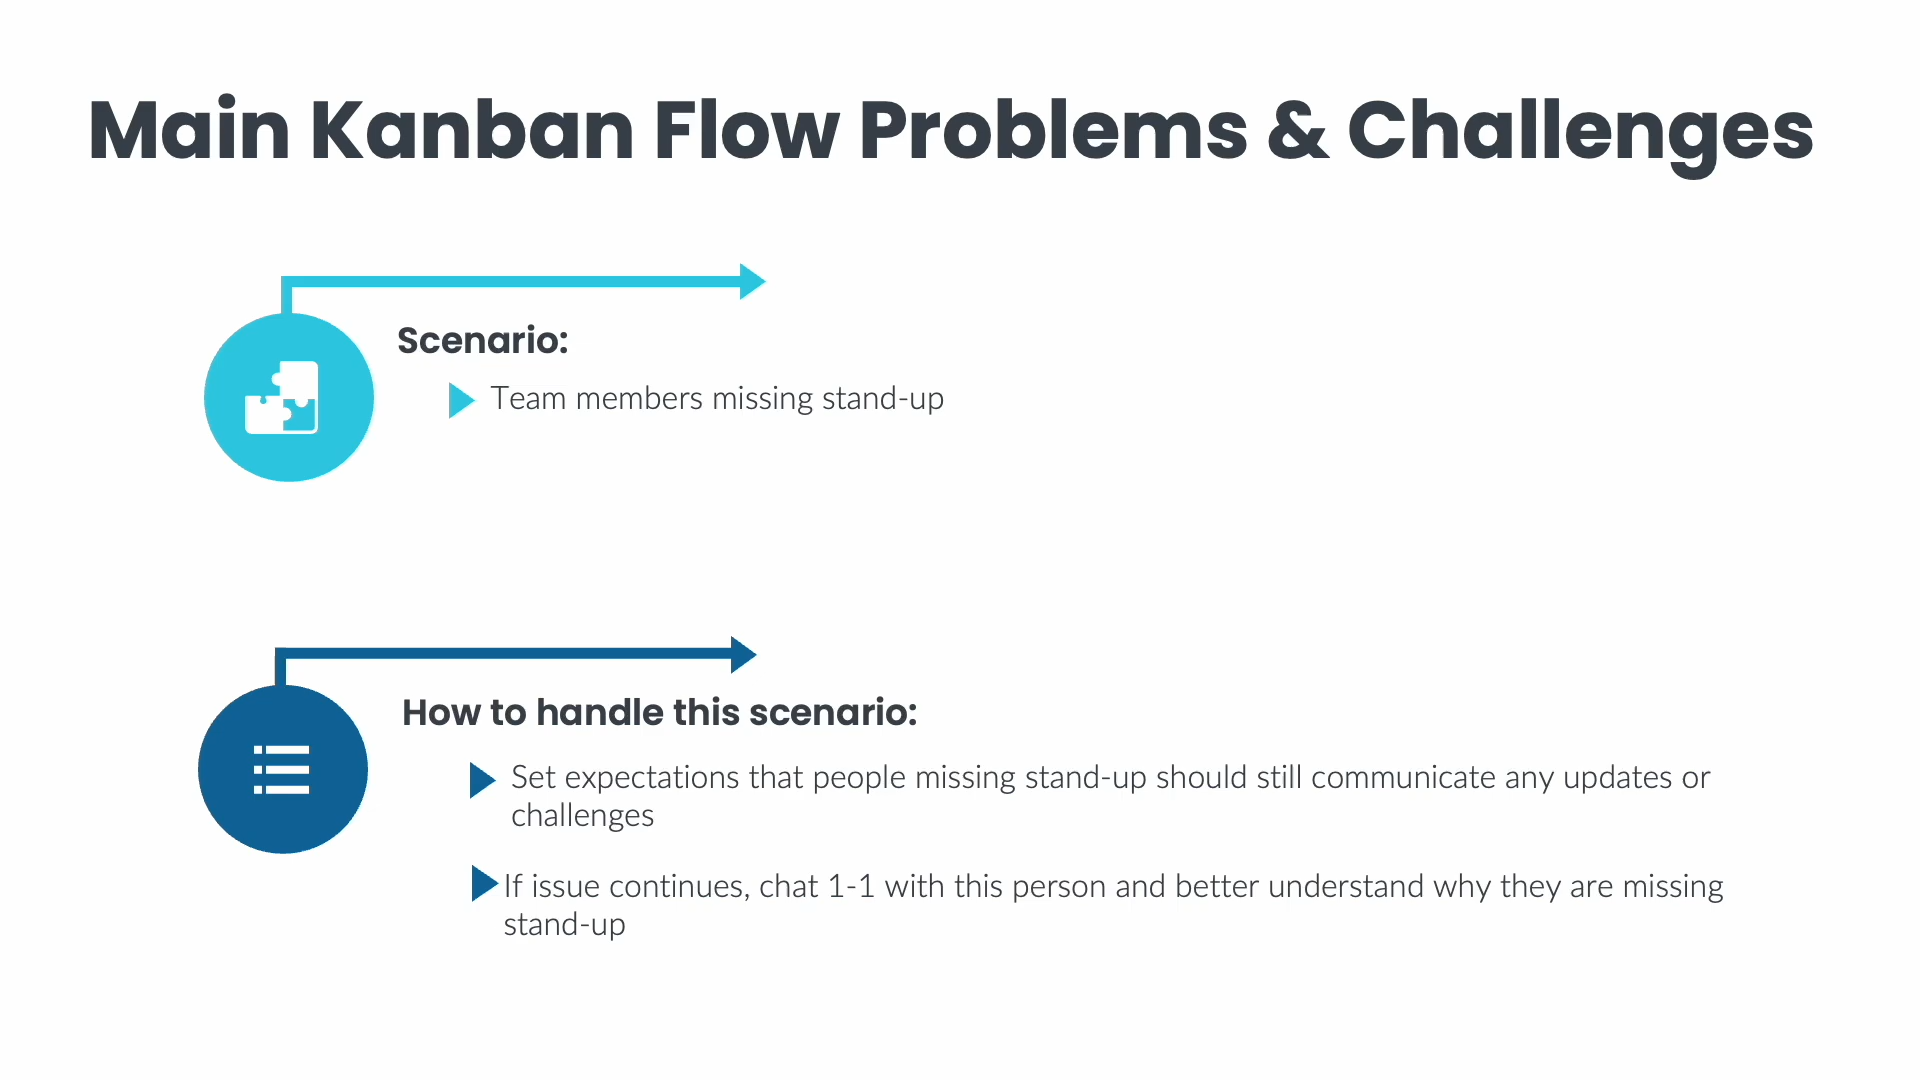 Main Kanban Flow Problems & Challenges
Scenario:
Team members missing stand-up
How to handle this scenario:
Set expectations that people missing stand-up should still communicate any updates or
challenges
If issue continues, chat 1-1 with this person and better understand why they are missing
stand-up